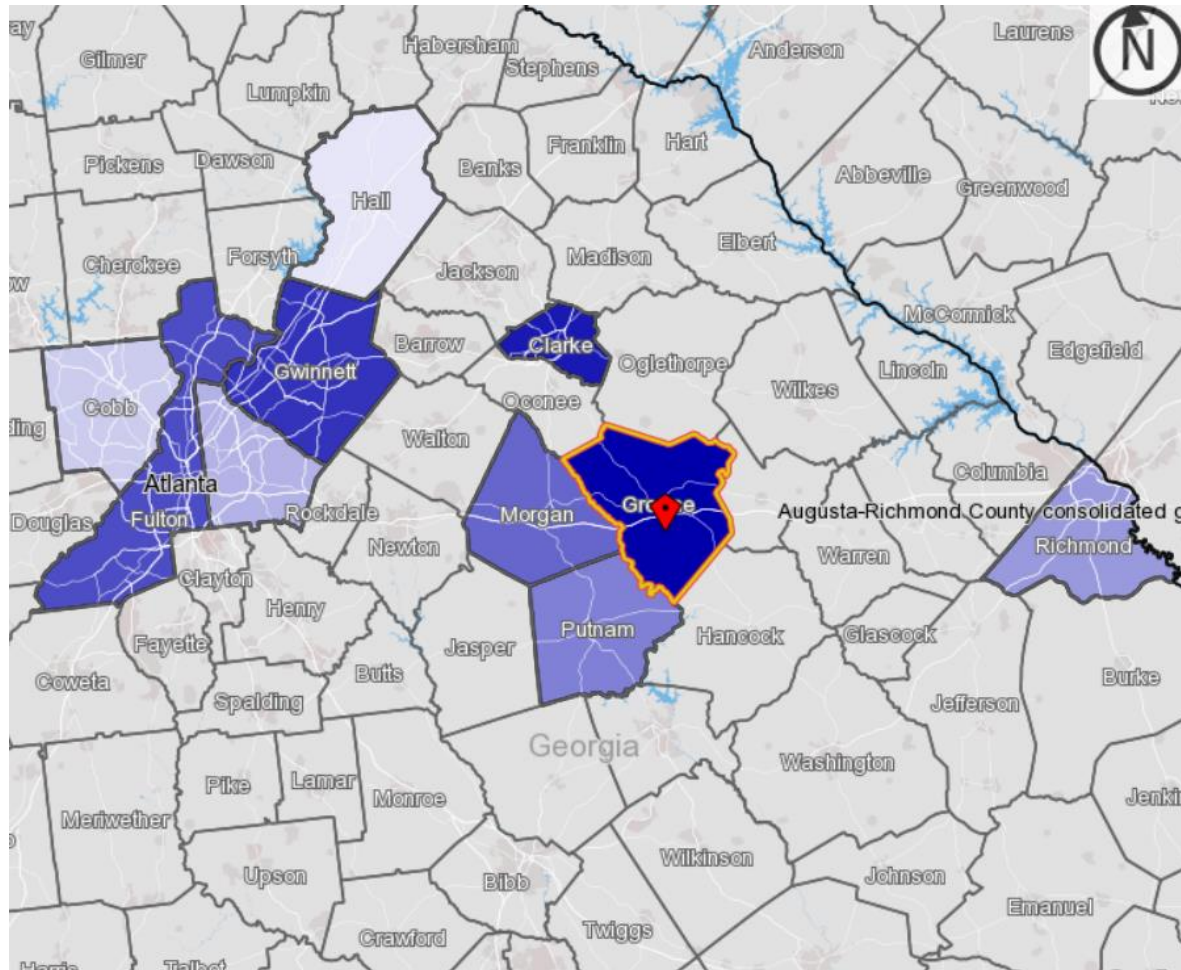 Habersham
Anderson
Laurens
Gilmer
Stephens
N
Lumpkin
Pickens
Dawson
Banks
Franklin
Hart
Abbeville
Greenwood
Hall
Cherokee
Forsyth
Jackson
Madison
Elbert
McCormick
Edgefield
Gwinnett
Barrow
Clarke
Oglethorpe
Wilkes
Lincoln
Cobb
Oconee
Columbia
ding
Walton
Atlanta
Douglas
Fulton
Rockdale
Morgan
Augusta-Richmond County consolidated g
Newton
Warren
Richmond
Clayton
Henry
Putnam
Hancock
Glascock
Fayette
Jasper
Coweta
Butts
Burke
Spalding
Jefferson
Georgia
Washington
Pike
Lamar
Monroe
Meriwether
Jenki
Wilkinson
Upson
Bibb
Johnson
Emanuel
Twiggs
Crawford
Harris
Talbot